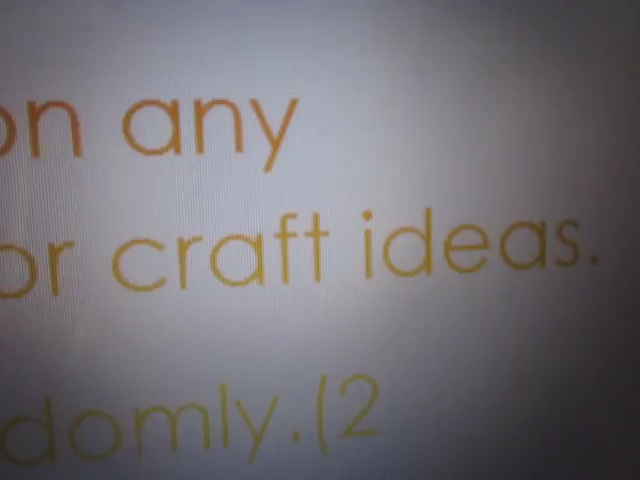 on any
or craft ideas.
domly.(2